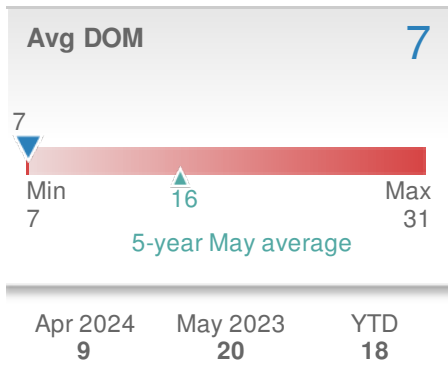 Avg DOM 7
7
Min Max
7 16 31
5-year May average
Apr 2024 May 2023 YTD
9 20 18